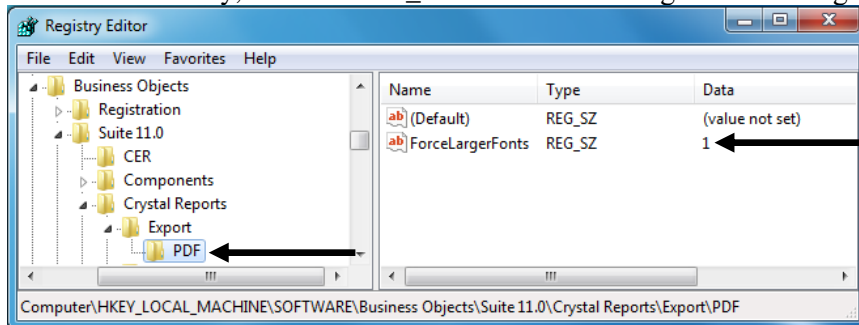 Registry Editor
File Edit View Favorites Help
Business Objects
Registration
Suite 11.0
CER
Components
Crystal Reports
Export
PDF
Name Type Data
(Default) REG_SZ (value not set)
ForceLargerFonts REG_SZ 1
Computer\HKEY_LOCAL_MACHINE\SOFTWARE\Business Objects\Suite 11.0\Crystal Reports\Export\PDF